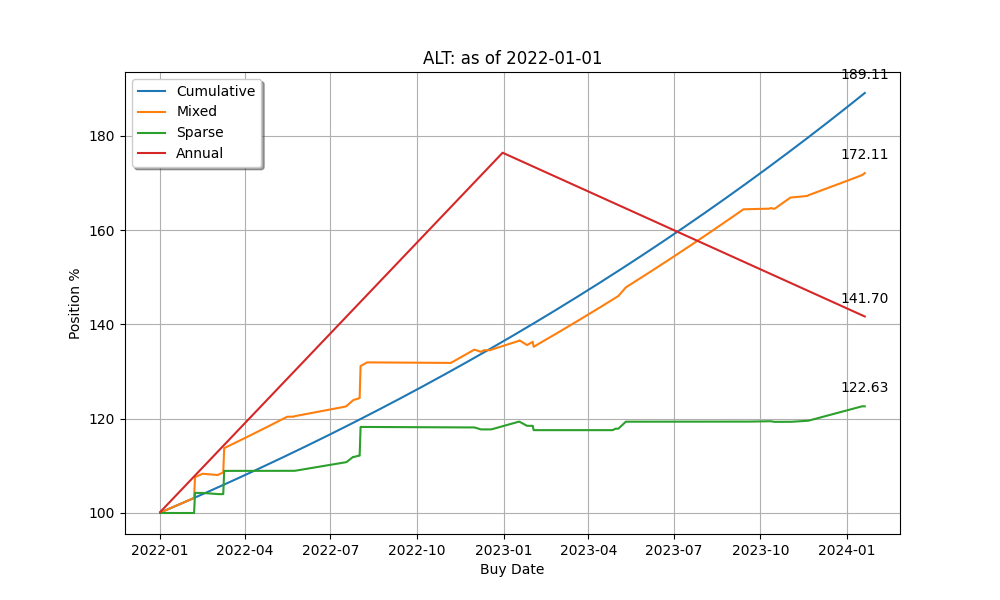 ALT: as of 2022-01-01
189.11
Cumulative
Mixed
Sparse
Annual
172.11
141.70
122.63
180
160
140
120
100
Position %
2022-01 2022-04 2022-07 2022-10 2023-01 2023-04 2023-07 2023-10 2024-01
Buy Date